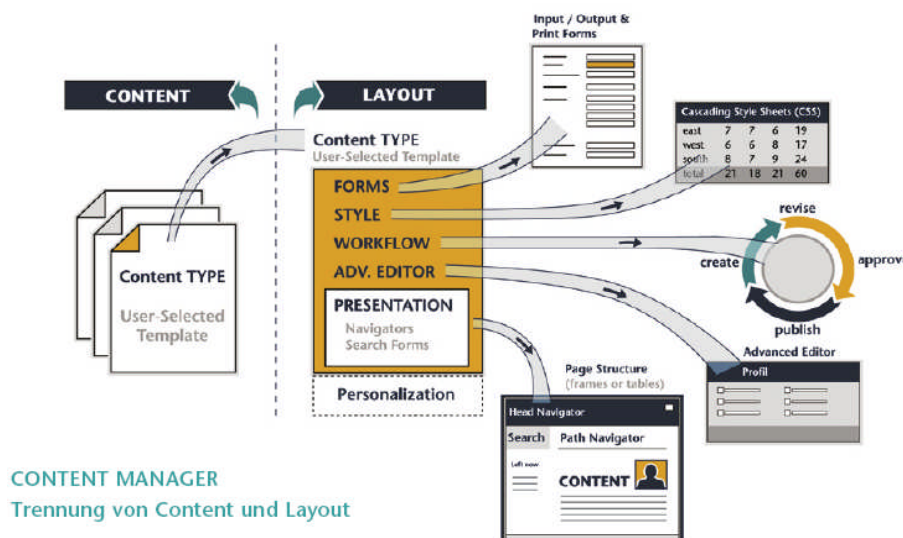 Input / Output &
Print Forms
CONTENT
LAYOUT
Content TYPE
User-Selected Template
FORMS
STYLE
WORKFLOW
ADV. EDITOR
PRESENTATION
Navigators
Search Forms
Personalization
Content TYPE
User-Selected
Template
Cascading Style Sheets (CSS)
east 7 7 6 19
west 6 6 8 17
south 8 7 9 24
total 21 18 21 60
revise
create
approv
publish
Advanced Editor
Profil
Page Structure
(frames or tables)
Head Navigator
Search
Path Navigator
Left nav
CONTENT
CONTENT MANAGER
Trennung von Content und Layout